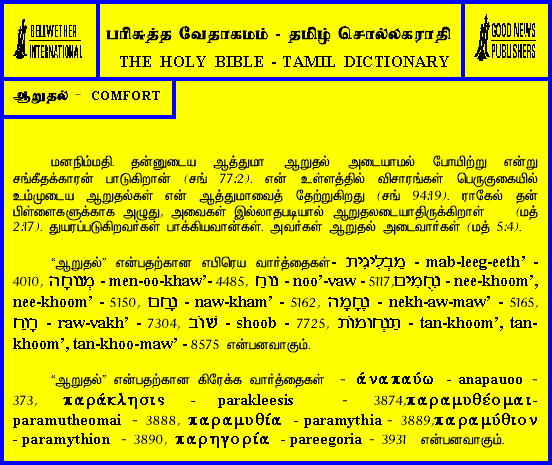 BELLWETHER
INTERNATIONAL
பரிசுத்த வேதாகமம் - தமிழ் சொல்லகராதி
THE HOLY BIBLE - TAMIL DICTIONARY
GOOD NEWS
PUBLISHERS
ஆறுதல் - COMFORT
மனநிம்மதி. தன்னுடைய ஆத்துமா ஆறுதல் அடையாமல் போயிற்று என்று
சங்கீதக்காரன் பாடுகிறான் (சங் 77:2). என் உள்ளத்தில் விசாரங்கள் பெருகுகையில்
உம்முடைய ஆறுதல்கள் என் ஆத்துமாவைத் தேற்றுகிறது (சங் 94:19). ராகேல் தன்
பிள்ளைகளுக்காக அழுது, அவைகள் இல்லாதபடியால் ஆறுதலடையாதிருக்கிறாள் (மத்
2:17). துயரப்படுகிறவர்கள் பாக்கியவான்கள். அவர்கள் ஆறுதல் அடைவார்கள் (மத் 5:4).
“ஆறுதல்” என்பதற்கான எபிரெய வார்த்தைகள்- מַבְלִיגִית - mab-leeg-eeth’ -
4010, מְנוּחָה - men-oo-khaw’- 4485, נוּחַ - noo’-vaw - 5117,נִחֻמִים - nee-khoom’,
nee-khoom’ - 5150, נָחַם - naw-kham’ - 5162, נֶחָמָה - nekh-aw-maw’ - 5165,
רָוַח - raw-vakh’ - 7304, שׁוּב - shoob - 7725, תַּנְחוּמוֹת - tan-khoom’, tan-
khoom’, tan-khoo-maw’ - 8575 என்பனவாகும்.
“ஆறுதல்” என்பதற்கான கிரேக்க வார்த்தைகள் - ἀναπαύω - anapauoo -
373, παράκλησις - parakleesis - 3874,παραμυθέομαι-
paramutheomai - 3888, παραμυθία - paramythia - 3889,παραμύθιον
- paramythion - 3890, παρηγορία - pareegoria - 3931 என்பனவாகும்.